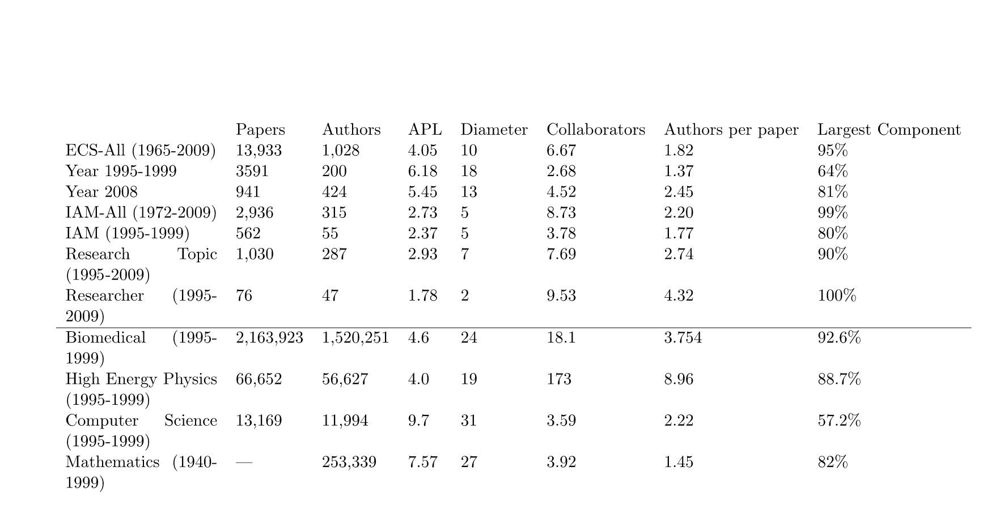 Papers Authors APL Diameter Collaborators Authors per paper Largest Component
ECS-All (1965-2009) 13,933 1,028 4.05 10 6.67 1.82 95%
Year 1995-1999 3591 200 6.18 18 2.68 1.37 64%
Year 2008 941 424 5.45 13 4.52 2.45 81%
IAM-All (1972-2009) 2,936 315 2.73 5 8.73 2.20 99%
IAM (1995-1999) 562 55 2.37 5 3.78 1.77 80%
Research Topic 1,030 287 2.93 7 7.69 2.74 90%
(1995-2009)
Researcher (1995- 76 47 1.78 2 9.53 4.32 100%
2009)
Biomedical (1995- 2,163,923 1,520,251 4.6 24 18.1 3.754 92.6%
1999)
High Energy Physics 66,652 56,627 4.0 19 173 8.96 88.7%
(1995-1999)
Computer Science 13,169 11,994 9.7 31 3.59 2.22 57.2%
(1995-1999)
Mathematics (1940- — 253,339 7.57 27 3.92 1.45 82%
1999)